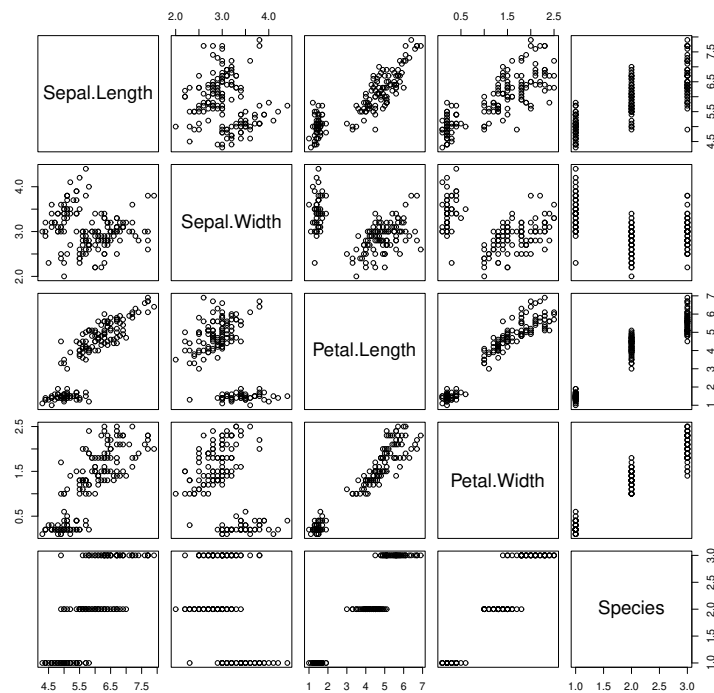 2.0 3.0 4.0 0.5 1.5 2.5
Sepal.Length
4.5 5.5 6.5 7.5
2.0 3.0 4.0
Sepal.Width
Petal.Length
1 2 3 4 5 6 7
0.5 1.5 2.5
Petal.Width
Species
1.0 1.5 2.0 2.5 3.0
4.5 5.5 6.5 7.5 1 2 3 4 5 6 7 1.0 1.5 2.0 2.5 3.0